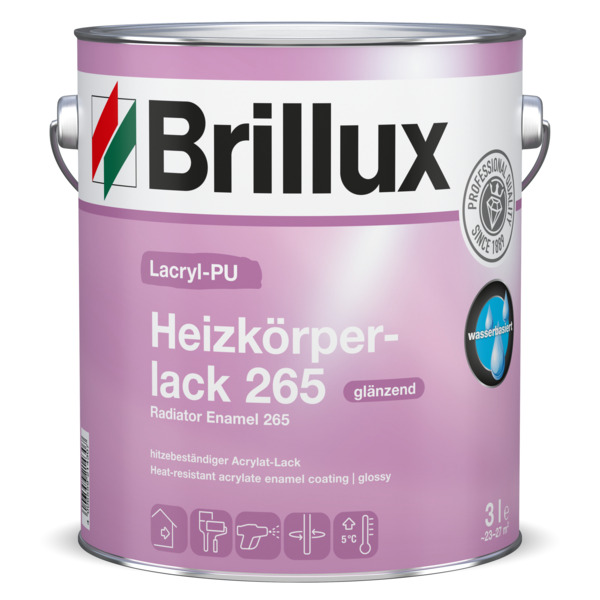 Brillux
PROFESSIONAL QUALITY
SINCE 1889
Lacryl-PU
wasserbasiert
Heizkörper-
lack 265 glänzend
Radiator Enamel 265
hitzebeständiger Acrylat-Lack
Heat-resistant acrylate enamel coating | glossy
5°C
3 l e
~23–27 m²